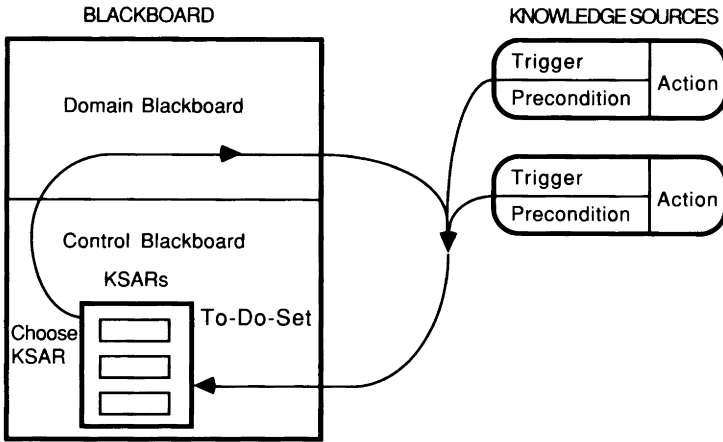 BLACKBOARD
KNOWLEDGE SOURCES
Domain Blackboard
Trigger
Precondition
Action
Trigger
Precondition
Action
Control Blackboard
KSARs
To-Do-Set
Choose
KSAR